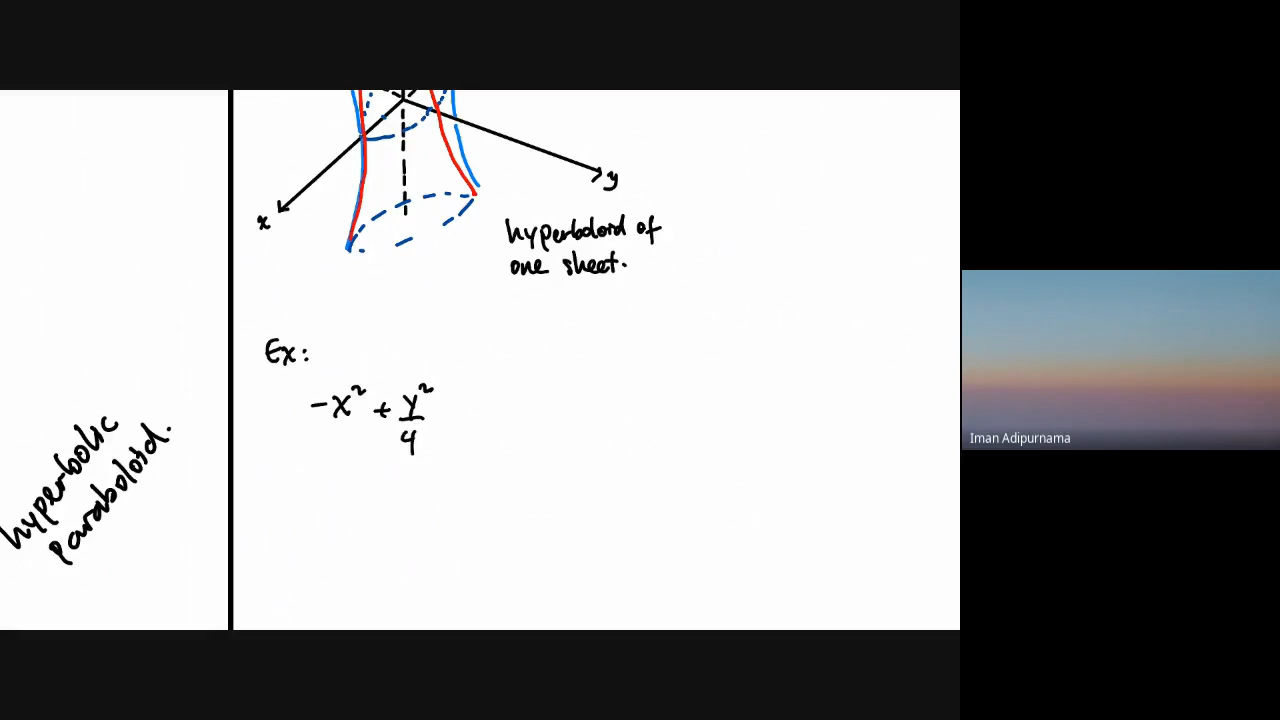 hyperbolic
paraboloid.
x
y
hyperboloid of
one sheet.
Ex:
-x² + y²/4
Iman Adipurnama